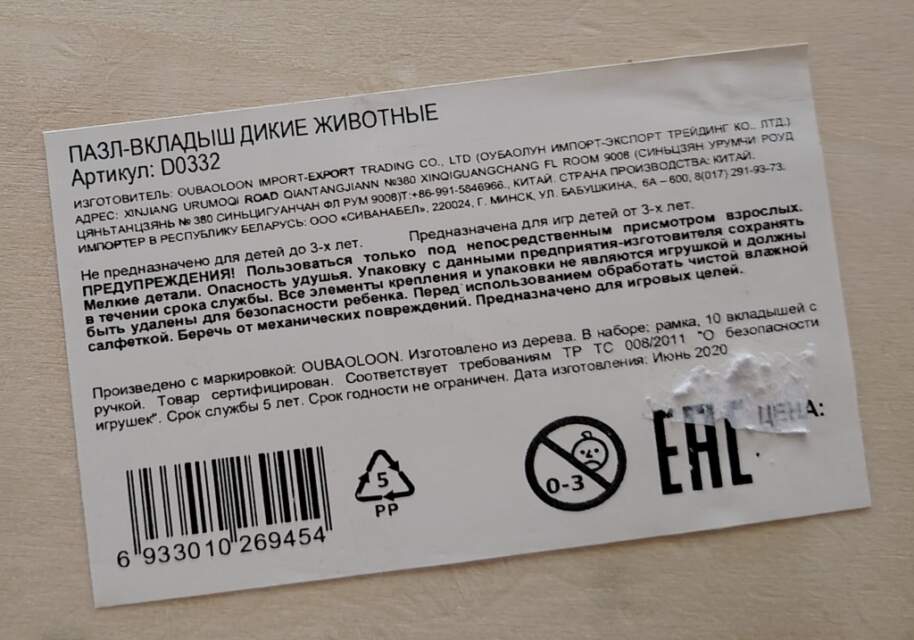 ПАЗЛ-ВКЛАДЫШ ДИКИЕ ЖИВОТНЫЕ
Артикул: D0332
ИЗГОТОВИТЕЛЬ: OUBAOLOON IMPORT-EXPORT TRADING CO., LTD (ОУБАОЛУН ИМПОРТ-ЭКСПОРТ ТРЕЙДИНГ КО., ЛТД.)
АДРЕС: XINJIANG URUMOQI ROAD QIANTANGJIANN №380 XINQIGUANGCHANG FL ROOM 9008 (СИНЬЦЗЯН УРУМЧИ РОУД
ЦЯНЬТАНЦЗЯНЬ № 380 СИНЬЦИГУАНЧАН ФЛ РУМ 9008)Т:+86-991-5846966., КИТАЙ. СТРАНА ПРОИЗВОДСТВА: КИТАЙ.
ИМПОРТЕР В РЕСПУБЛИКУ БЕЛАРУСЬ: ООО «СИВАНАБЕЛ», 220024, Г. МИНСК, УЛ. БАБУШКИНА, 6А – 600, 8(017) 291-93-73.
Не предназначено для детей до 3-х лет. Предназначена для игр детей от 3-х лет.
ПРЕДУПРЕЖДЕНИЯ! Пользоваться только под непосредственным присмотром взрослых.
Мелкие детали. Опасность удушья. Упаковку с данными предприятия-изготовителя сохранять
в течении срока службы. Все элементы крепления и упаковки не являются игрушкой и должны
быть удалены для безопасности ребенка. Перед использованием обработать чистой влажной
салфеткой. Беречь от механических повреждений. Предназначено для игровых целей.
Произведено с маркировкой: OUBAOLOON. Изготовлено из дерева. В наборе: рамка, 10 вкладышей с
ручкой. Товар сертифицирован. Соответствует требованиям ТР ТС 008/2011 "О безопасности
игрушек". Срок службы 5 лет. Срок годности не ограничен. Дата изготовления: Июнь 2020
ЦЕНА:
EAC
5
PP
0-3
6 933010 269454